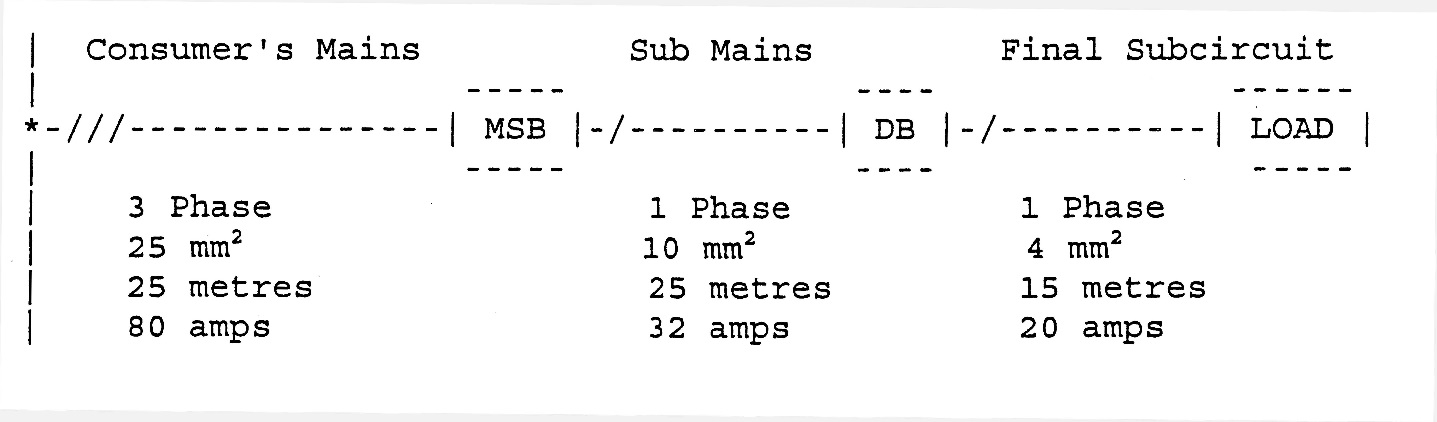 Consumer's Mains Sub Mains Final Subcircuit
*-///---------------| MSB |-/----------| DB |-/----------| LOAD |
3 Phase 1 Phase 1 Phase
25 mm² 10 mm² 4 mm²
25 metres 25 metres 15 metres
80 amps 32 amps 20 amps